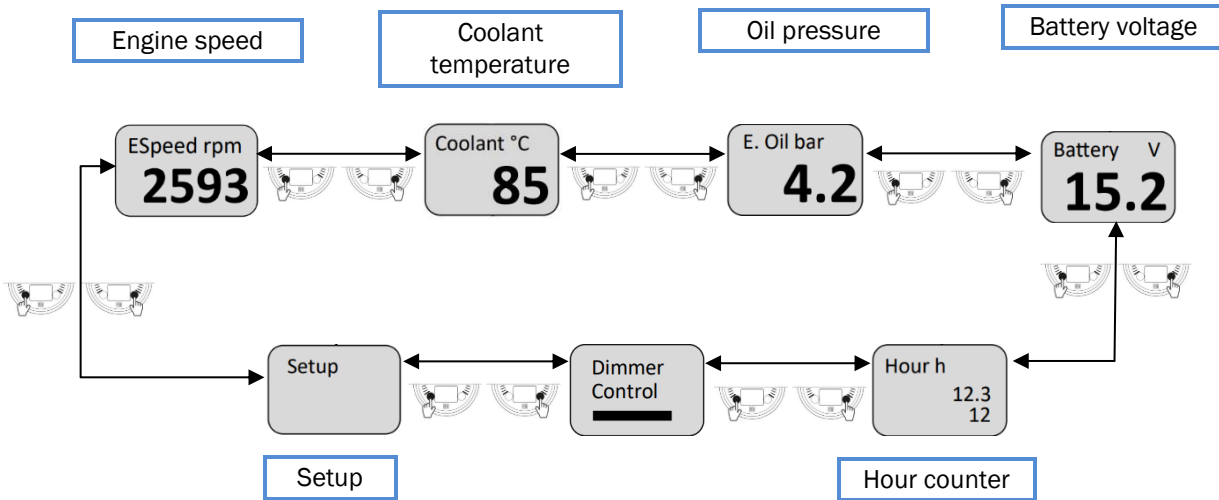 Engine speed
Coolant
temperature
Oil pressure
Battery voltage
ESpeed rpm
2593
Coolant °C
85
E. Oil bar
4.2
Battery V
15.2
Setup
Dimmer
Control
Hour h
12.3
12
Setup
Hour counter